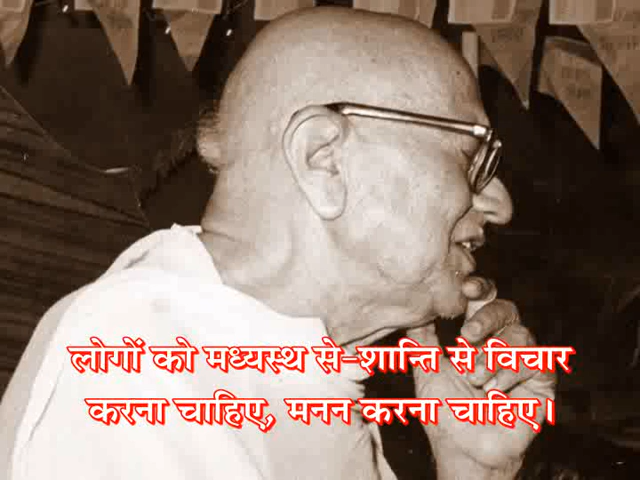 लोगों को मध्यस्थ से-शान्ति से विचार
करना चाहिए, मनन करना चाहिए।